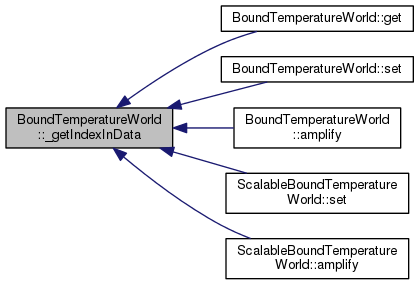 BoundTemperatureWorld::get
BoundTemperatureWorld::set
BoundTemperatureWorld
::_getIndexInData
BoundTemperatureWorld
::amplify
ScalableBoundTemperature
World::set
ScalableBoundTemperature
World::amplify